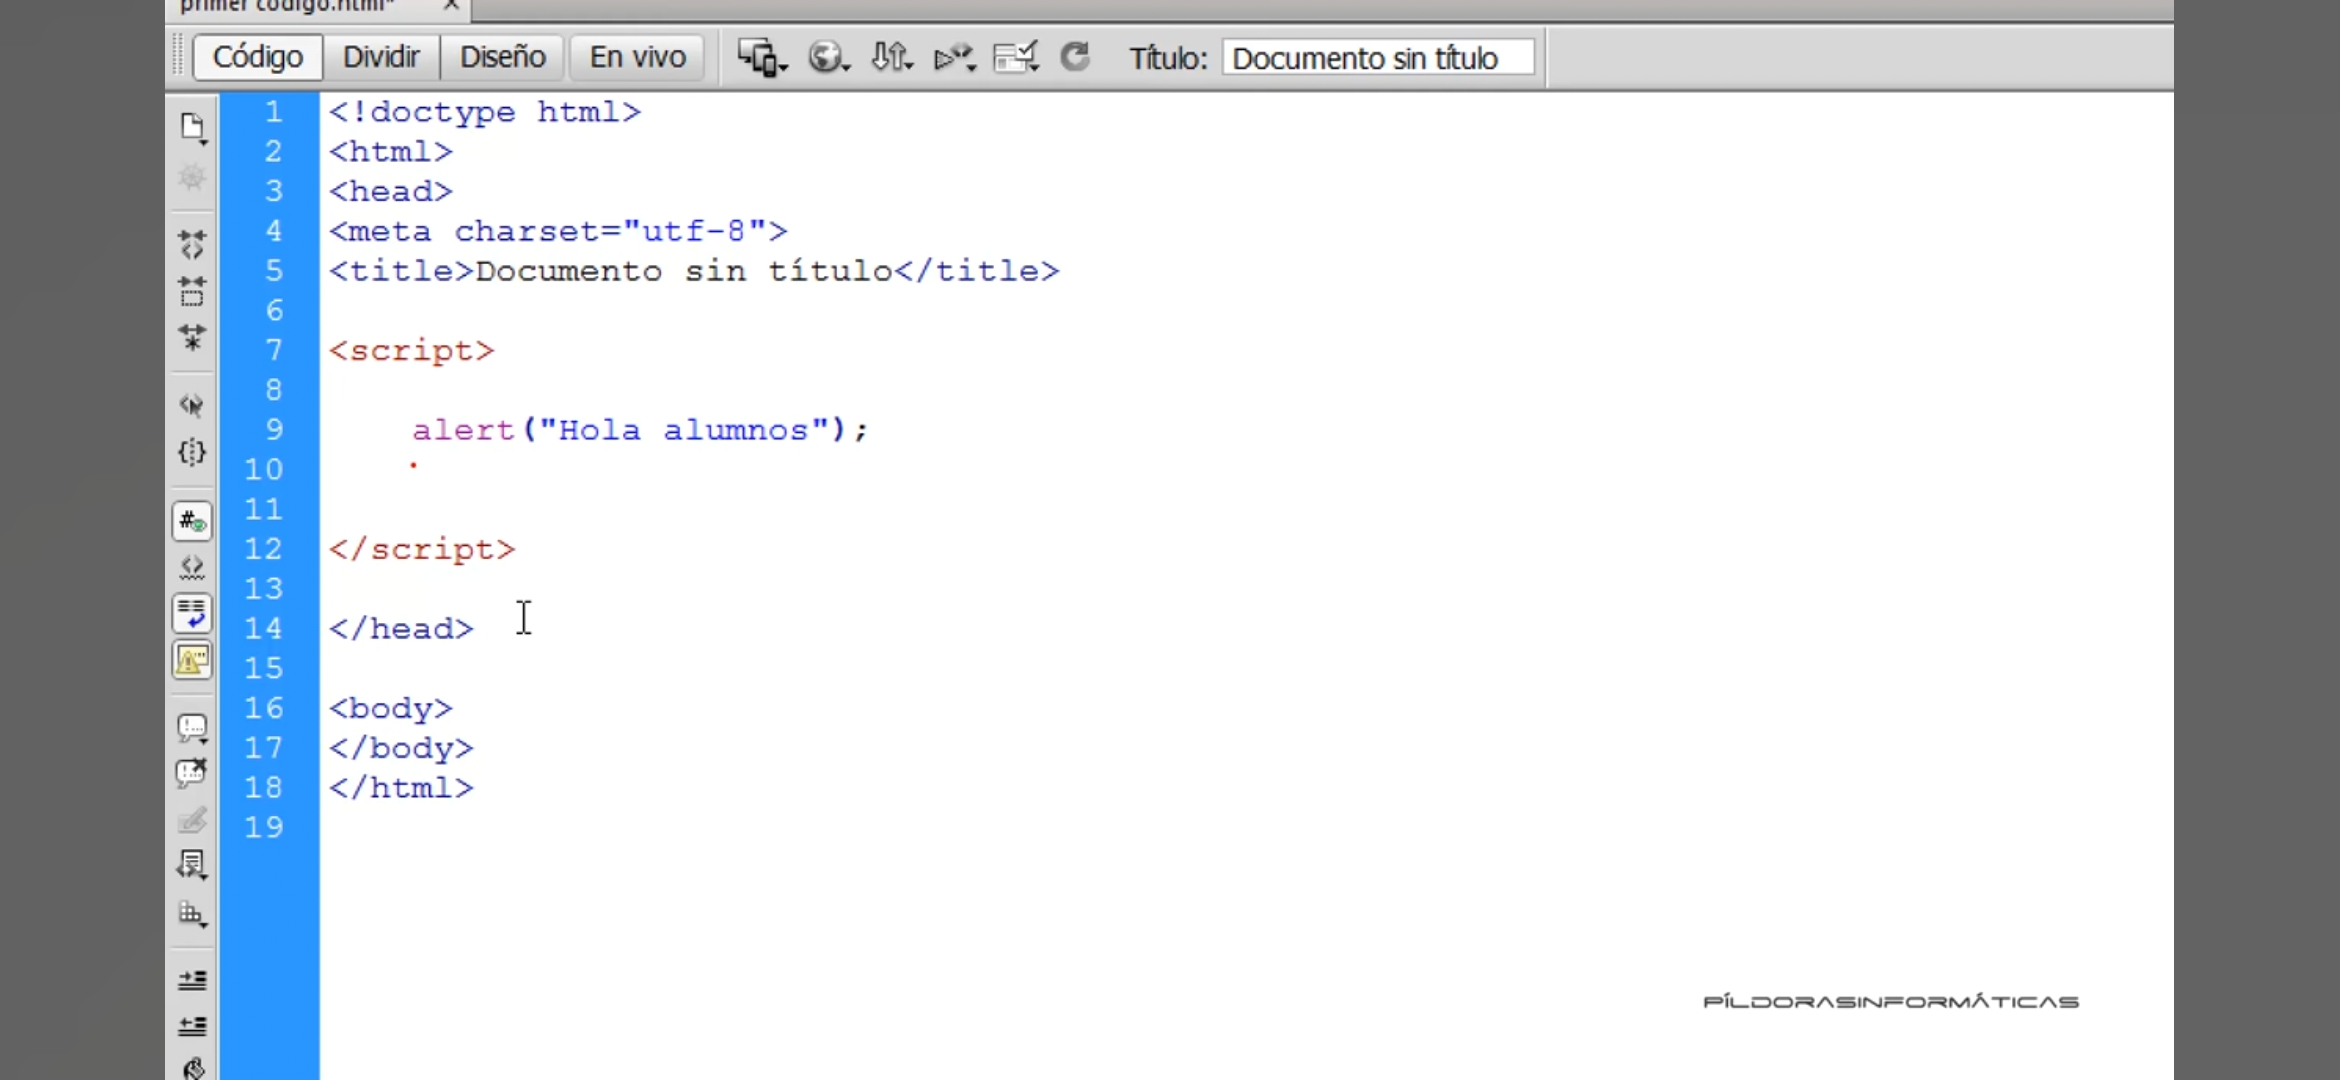 primer código.html* X
Código Dividir Diseño En vivo Título: Documento sin título
1 <!doctype html>
2 <html>
3 <head>
4 <meta charset="utf-8">
5 <title>Documento sin título</title>
6
7 <script>
8
9 alert("Hola alumnos");
10
11
12 </script>
13
14 </head>
15
16 <body>
17 </body>
18 </html>
19
PÍLDORASINFORMÁTICAS